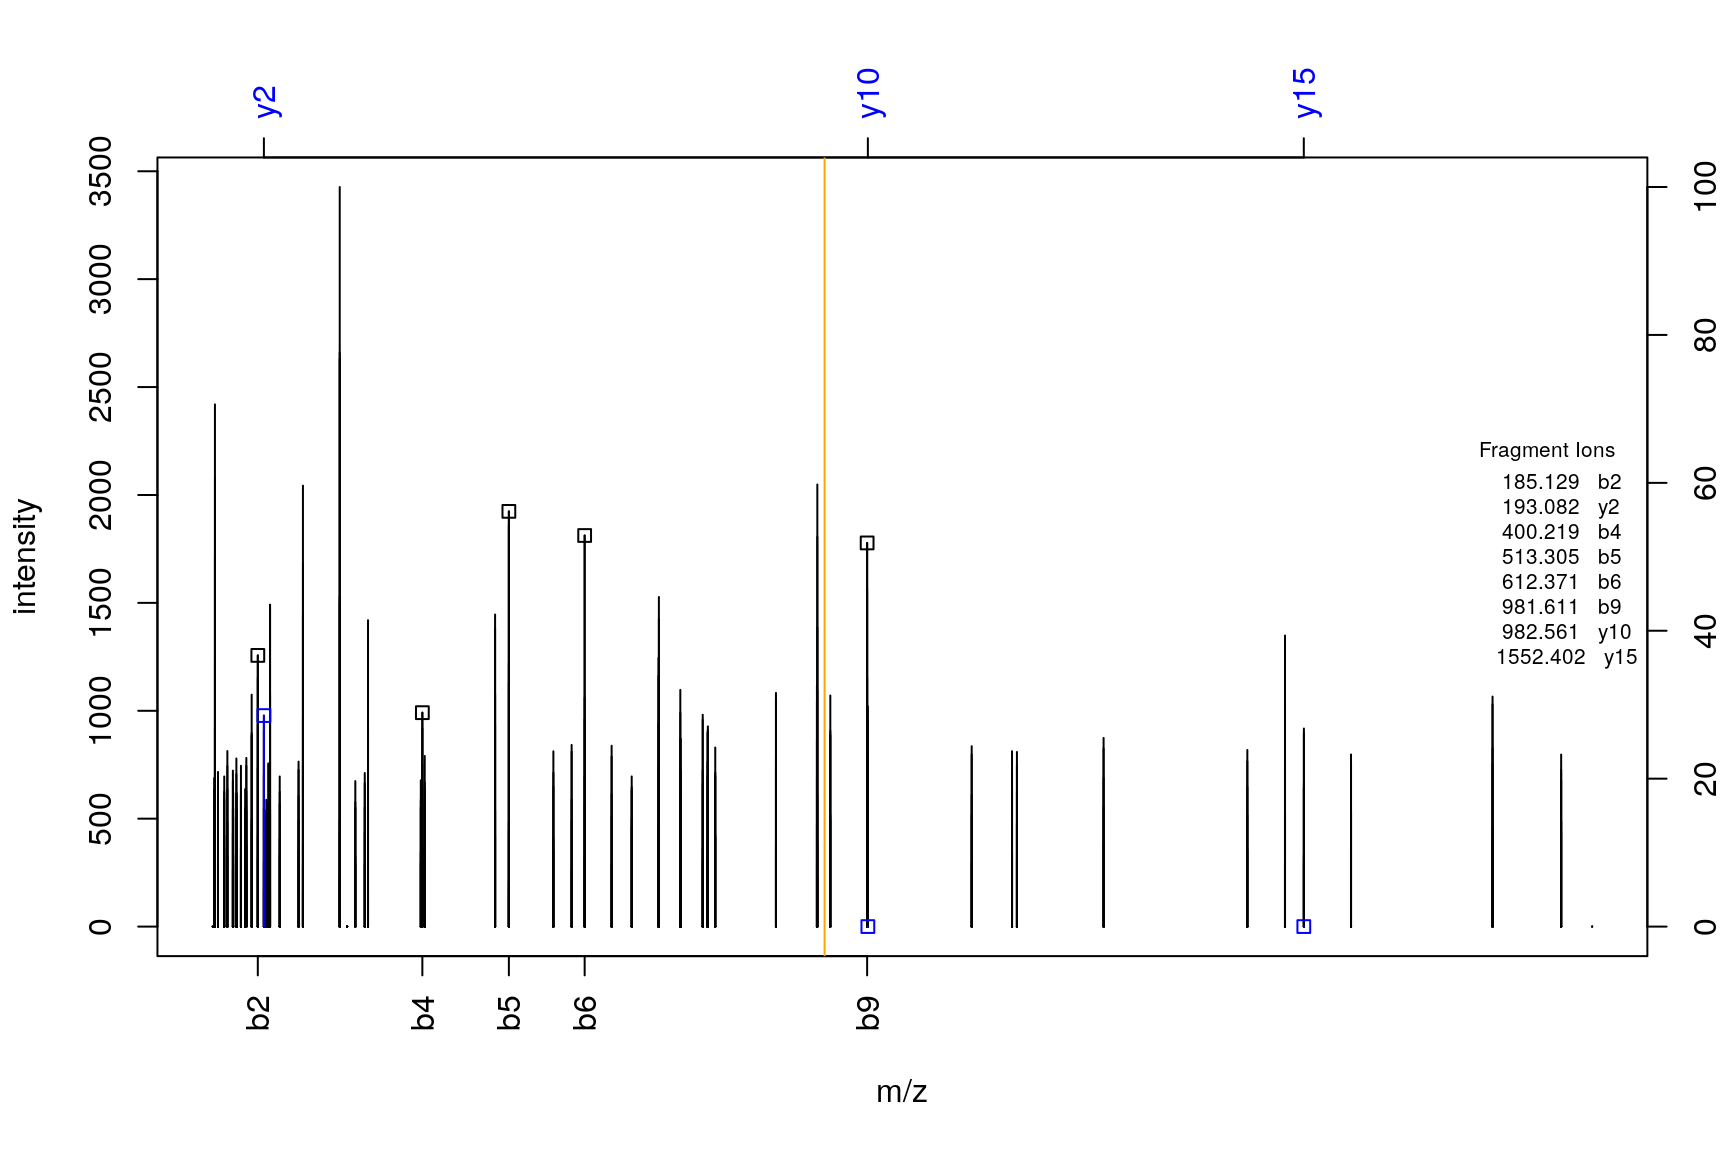 y2 y10 y15
3500
3000
2500
2000
1500
1000
500
0
intensity
100
80
60
40
20
0
Fragment Ions
185.129 b2
193.082 y2
400.219 b4
513.305 b5
612.371 b6
981.611 b9
982.561 y10
1552.402 y15
b2 b4 b5 b6 b9
m/z